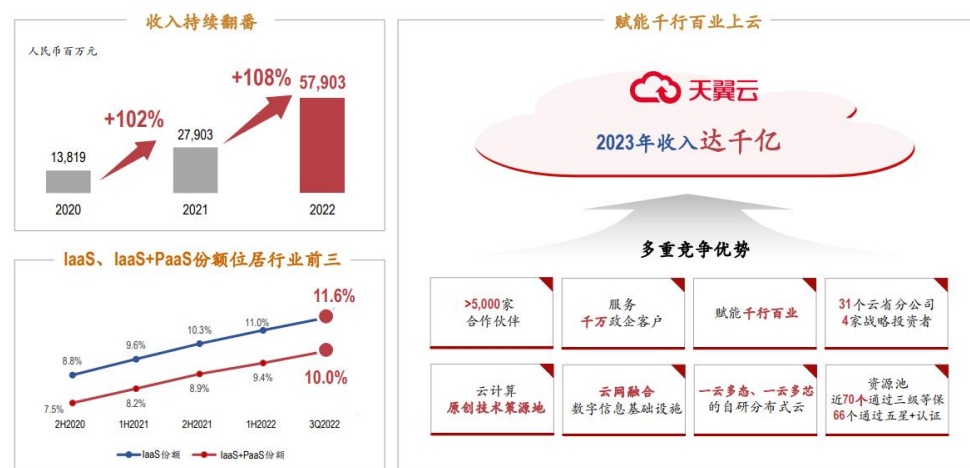 收入持续翻番
人民币百万元
+108%
57,903
+102%
27,903
13,819
2020
2021
2022
IaaS、IaaS+PaaS份额位居行业前三
11.6%
11.0%
10.3%
9.6%
8.8%
10.0%
9.4%
8.9%
8.2%
7.5%
2H2020
1H2021
2H2021
1H2022
3Q2022
IaaS份额
IaaS+PaaS份额
赋能千行百业上云
天翼云
2023年收入达千亿
多重竞争优势
>5,000家
合作伙伴
服务
千万政企客户
赋能千行百业
31个云省分公司
4家战略投资者
云计算
原创技术策源地
云网融合
数字信息基础设施
一云多态、一云多芯
的自研分布式云
资源池
近70个通过三级等保
66个通过五星+认证